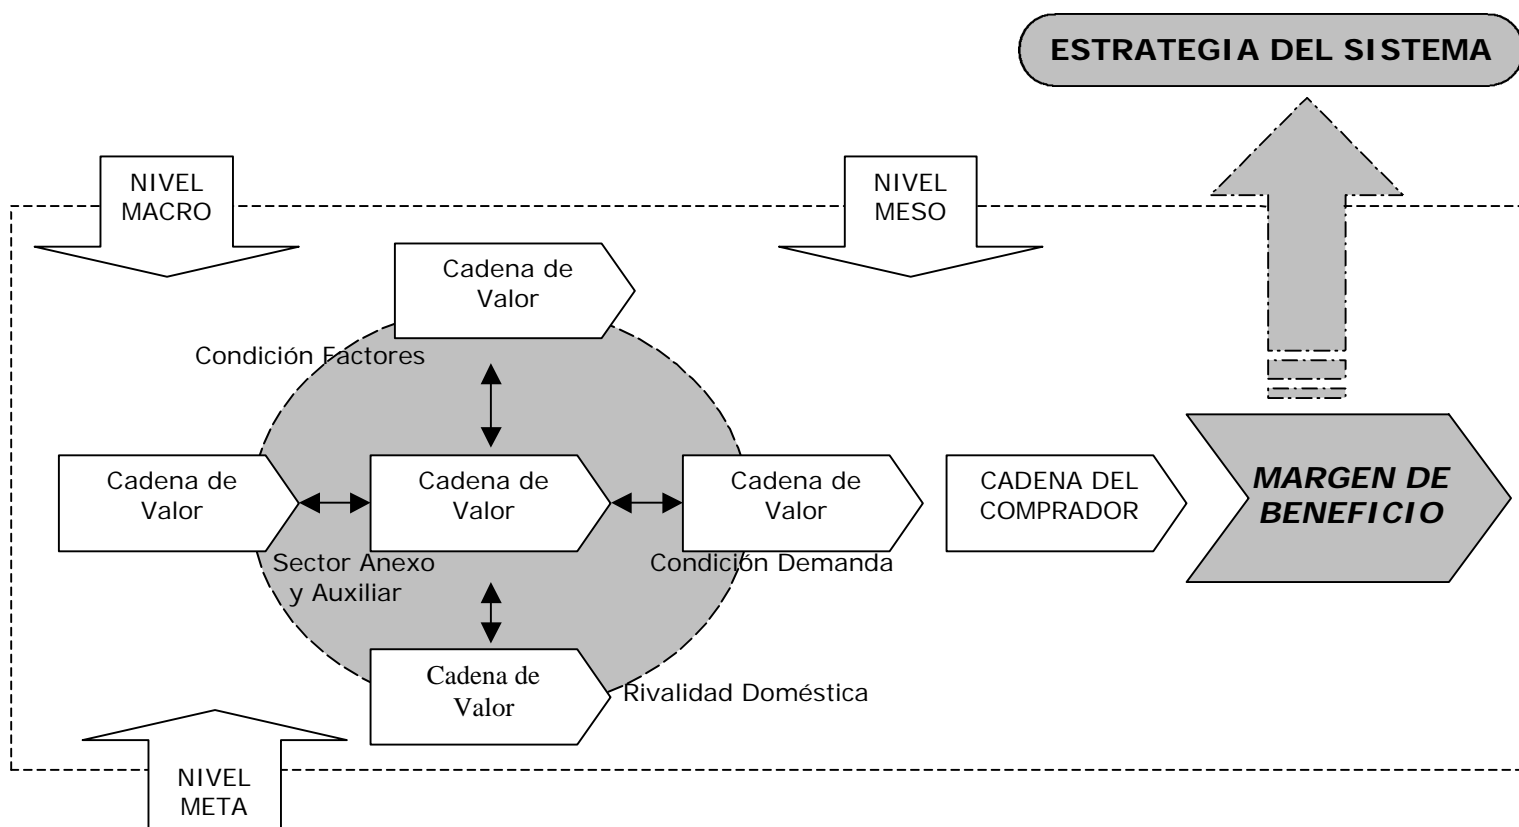 ESTRATEGIA DEL SISTEMA
NIVEL
MACRO
NIVEL
MESO
Cadena de
Valor
Condición Factores
Cadena de
Valor
Cadena de
Valor
Cadena de
Valor
CADENA DEL
COMPRADOR
MARGEN DE
BENEFICIO
Sector Anexo
y Auxiliar
Condición Demanda
Cadena de
Valor
Rivalidad Doméstica
NIVEL
META